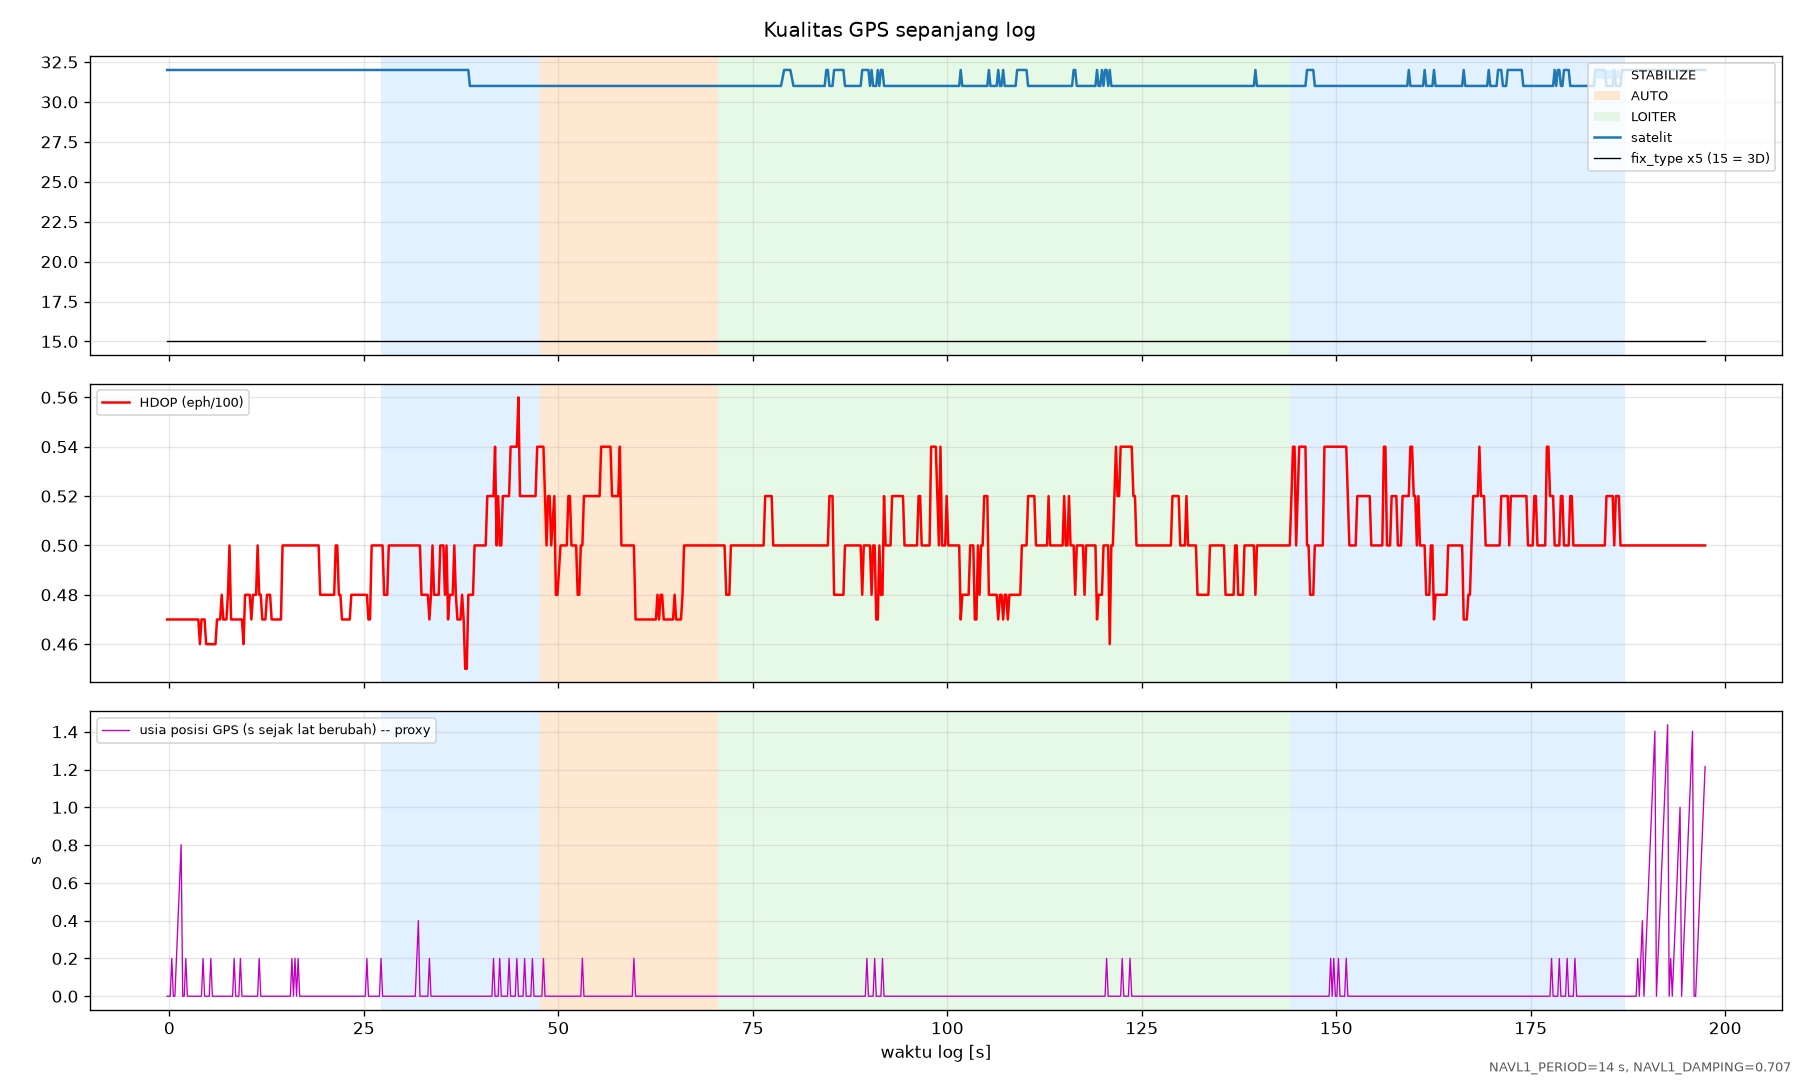 Kualitas GPS sepanjang log
32.5
30.0
27.5
25.0
22.5
20.0
17.5
15.0
STABILIZE
AUTO
LOITER
satelit
fix_type x5 (15 = 3D)
0.56
0.54
0.52
0.50
0.48
0.46
HDOP (eph/100)
1.4
1.2
1.0
0.8
0.6
0.4
0.2
0.0
s
usia posisi GPS (s sejak lat berubah) -- proxy
0 25 50 75 100 125 150 175 200
waktu log [s]
NAVL1_PERIOD=14 s, NAVL1_DAMPING=0.707